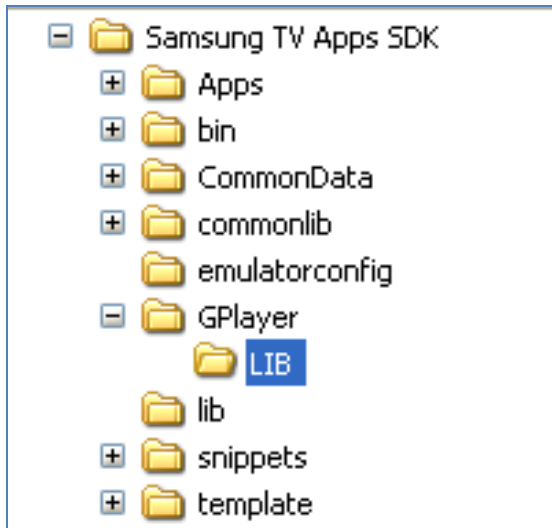 Samsung TV Apps SDK
Apps
bin
CommonData
commonlib
emulatorconfig
GPlayer
LIB
lib
snippets
template